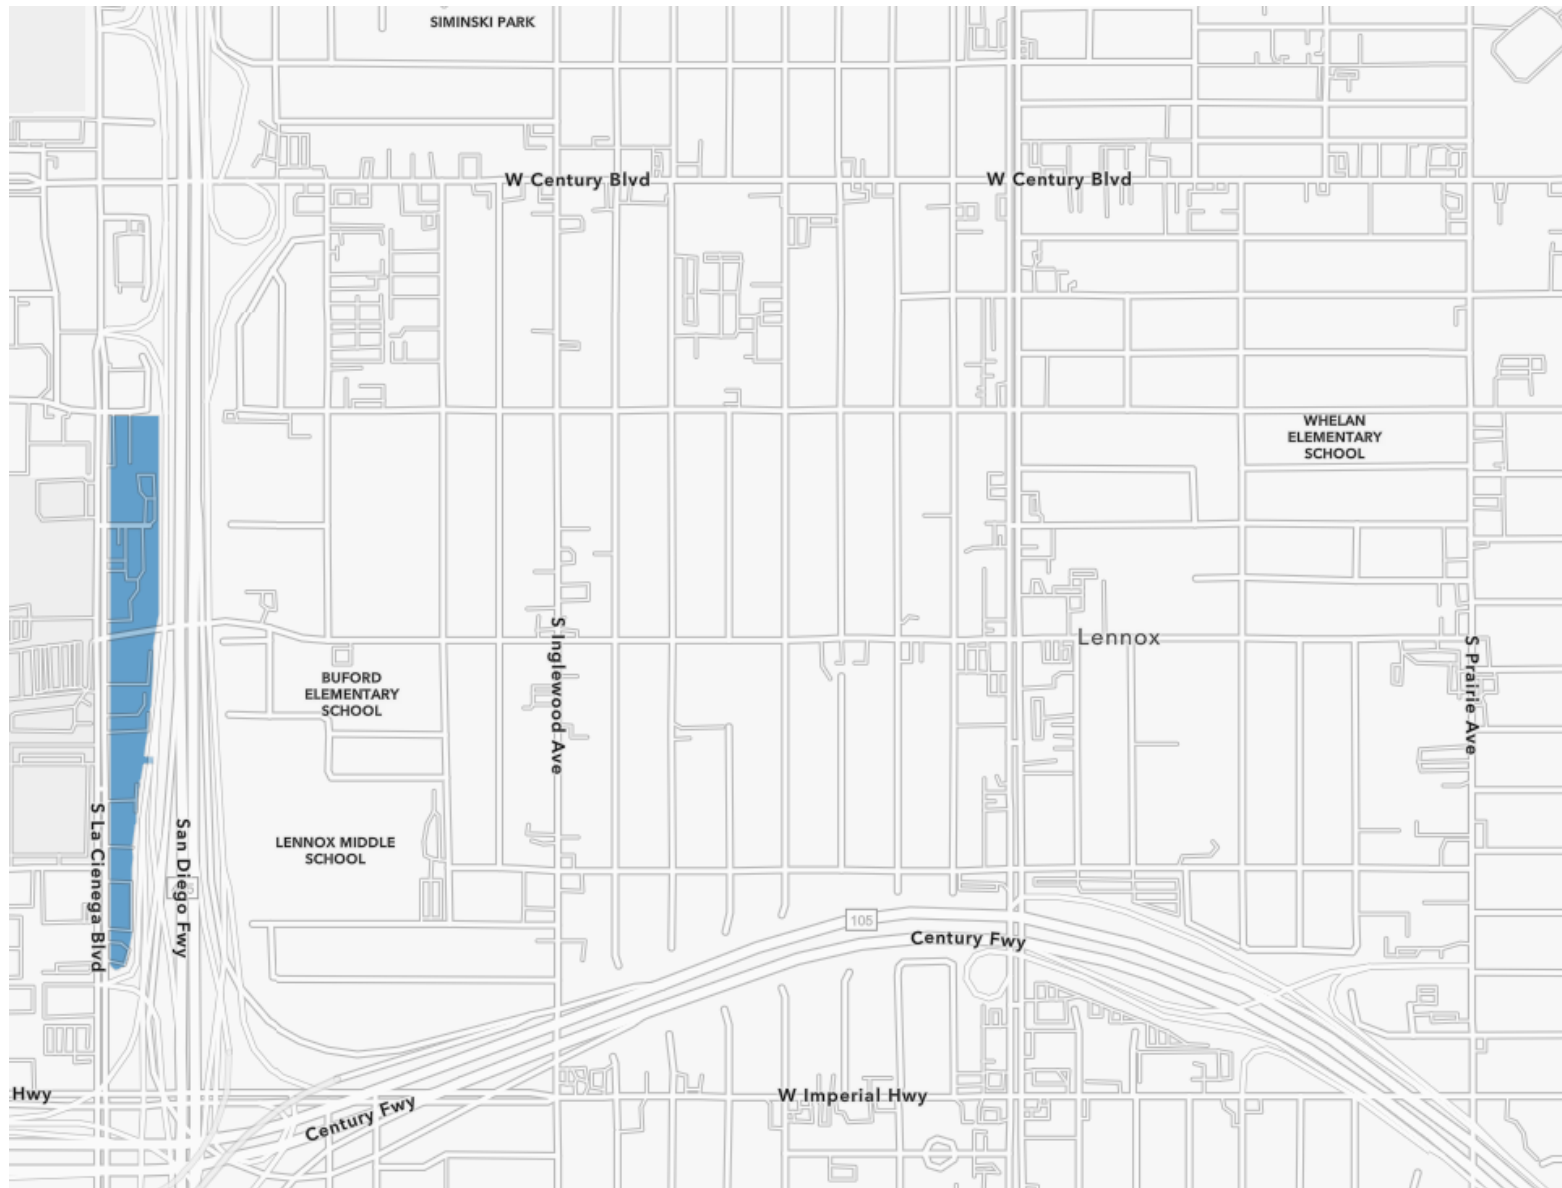 SIMINSKI PARK
W Century Blvd
W Century Blvd
WHELAN
ELEMENTARY
SCHOOL
S Inglewood Ave
Lennox
S Prairie Ave
BUFORD
ELEMENTARY
SCHOOL
S La Cienega Blvd
San Diego Fwy
LENNOX MIDDLE
SCHOOL
105
Century Fwy
Hwy
W Imperial Hwy
Century Fwy